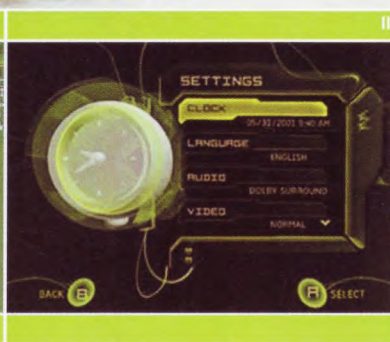 SETTINGS
CLOCK
05/31/2001 9:40 AM
LANGUAGE
ENGLISH
AUDIO
DOLBY SURROUND
VIDEO
NORMAL
BACK B
A SELECT